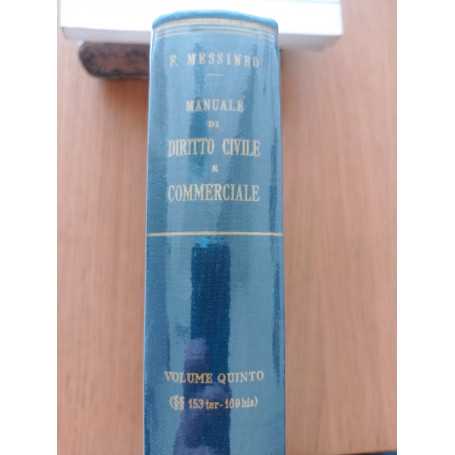 F. MESSINEO
MANUALE
DI
DIRITTO CIVILE
E
COMMERCIALE
VOLUME QUINTO
(§§ 153 ter - 169 bis)